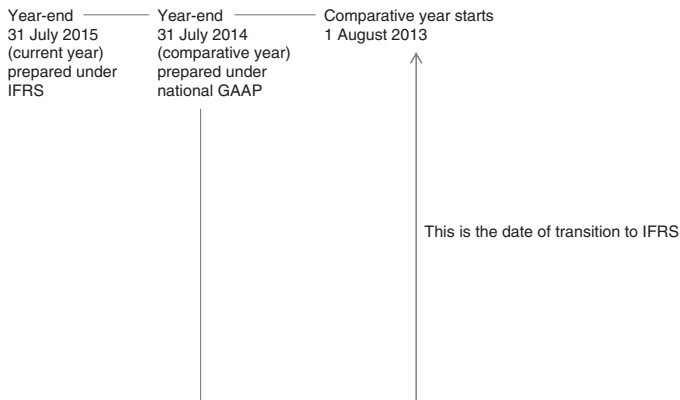 Year-end
31 July 2015
(current year)
prepared under
IFRS
Year-end
31 July 2014
(comparative year)
prepared under
national GAAP
Comparative year starts
1 August 2013
This is the date of transition to IFRS